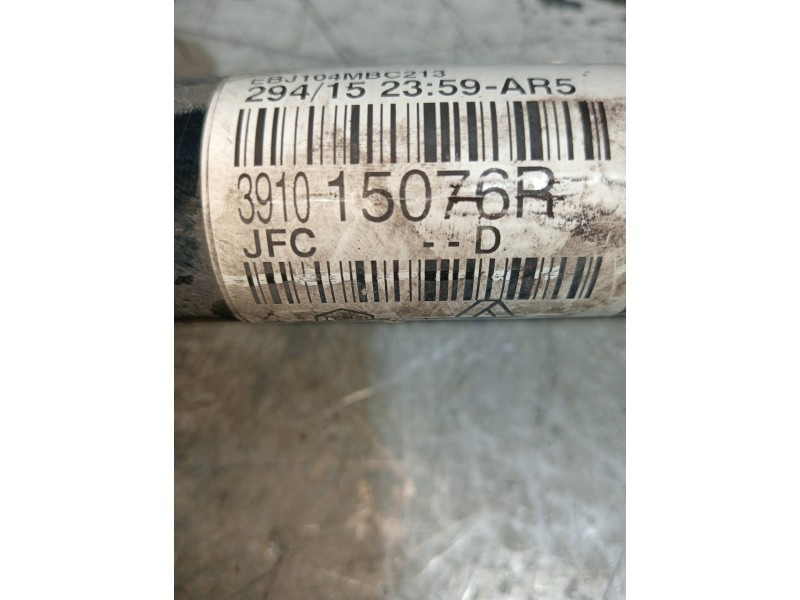 EBJ104MBC213
294/15 23:59-AR5
3910 15076R
JFC - - D